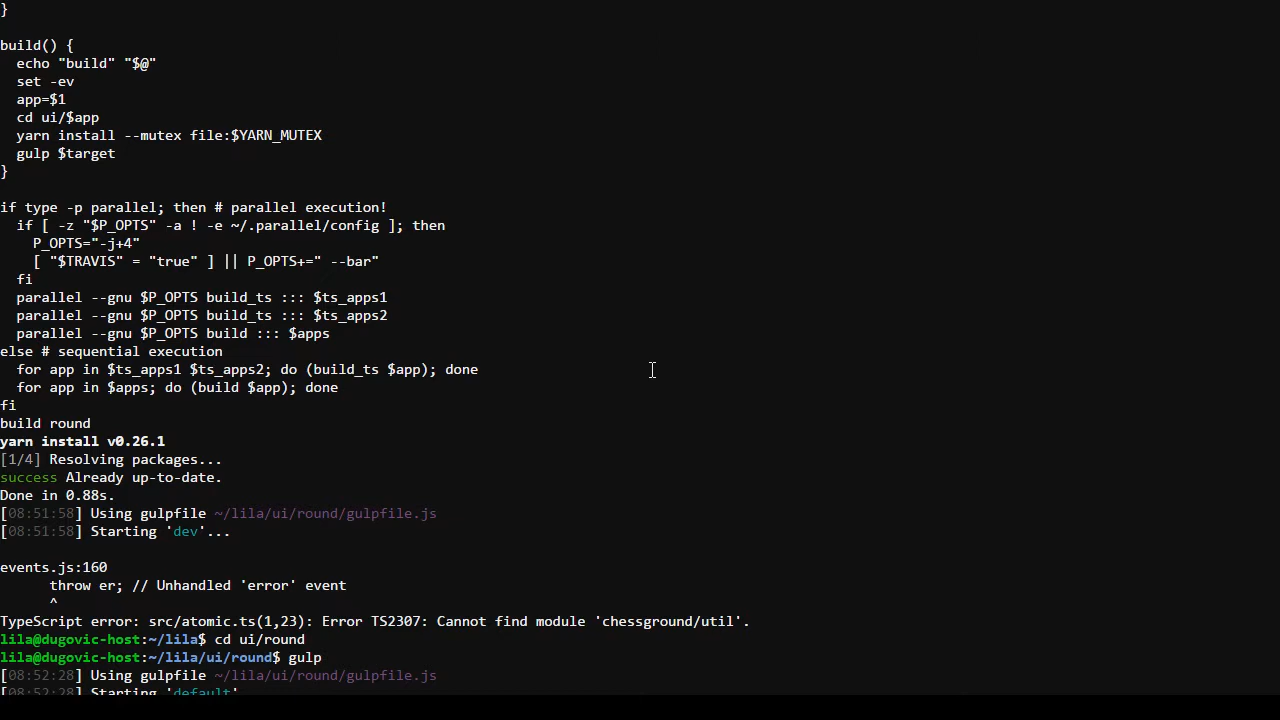 }
build() {
echo "build" "$@"
set -ev
app=$1
cd ui/$app
yarn install --mutex file:$YARN_MUTEX
gulp $target
}
if type -p parallel; then # parallel execution!
if [ -z "$P_OPTS" -a ! -e ~/.parallel/config ]; then
P_OPTS="-j+4"
[ "$TRAVIS" = "true" ] || P_OPTS+=" --bar"
fi
parallel --gnu $P_OPTS build_ts ::: $ts_apps1
parallel --gnu $P_OPTS build_ts ::: $ts_apps2
parallel --gnu $P_OPTS build ::: $apps
else # sequential execution
for app in $ts_apps1 $ts_apps2; do (build_ts $app); done
for app in $apps; do (build $app); done
fi
build round
yarn install v0.26.1
[1/4] Resolving packages...
success Already up-to-date.
Done in 0.88s.
[08:51:58] Using gulpfile ~/lila/ui/round/gulpfile.js
[08:51:58] Starting 'dev'...
events.js:160
throw er; // Unhandled 'error' event
^
TypeScript error: src/atomic.ts(1,23): Error TS2307: Cannot find module 'chessground/util'.
lila@dugovic-host:~/lila$ cd ui/round
lila@dugovic-host:~/lila/ui/round$ gulp
[08:52:28] Using gulpfile ~/lila/ui/round/gulpfile.js
[08:52:28] Starting 'default'